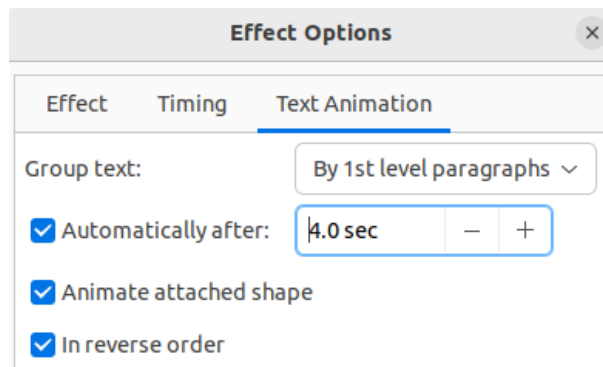 Effect Options
Effect Timing Text Animation
Group text: By 1st level paragraphs
Automatically after: 4.0 sec
Animate attached shape
In reverse order